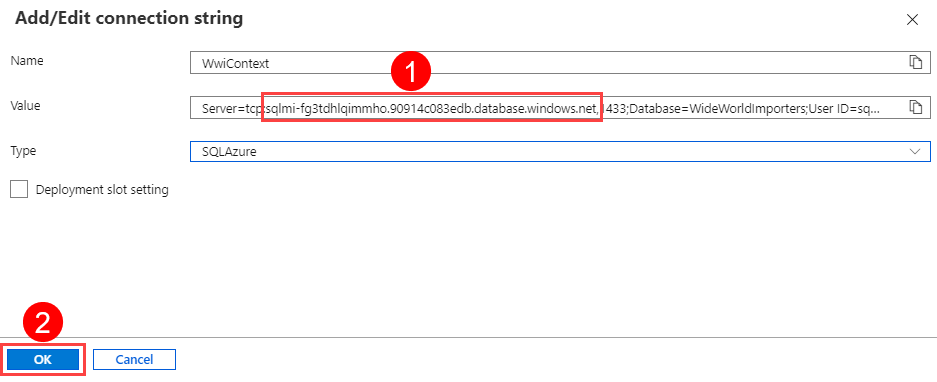 Add/Edit connection string
Name
WwiContext
1
Value
Server=tcp:sqlmi-fg3tdhlqimmho.90914c083edb.database.windows.net,1433;Database=WideWorldImporters;User ID=sq...
Type
SQLAzure
Deployment slot setting
2
OK
Cancel